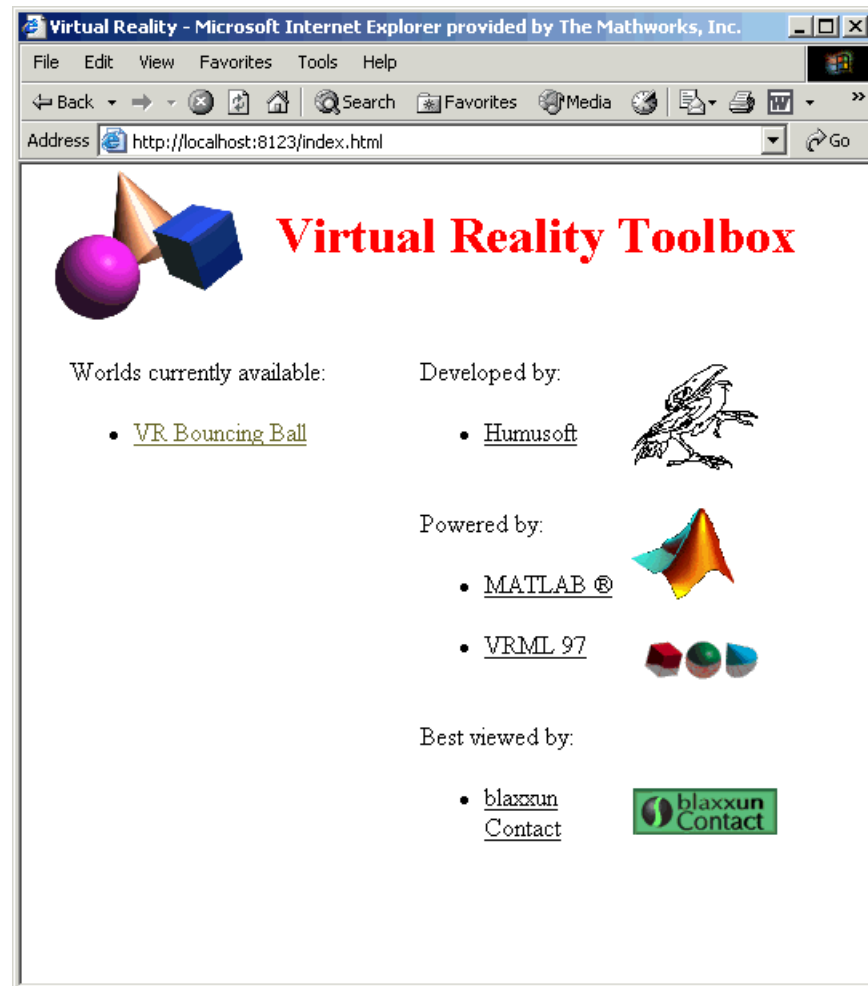 Virtual Reality - Microsoft Internet Explorer provided by The Mathworks, Inc.
File Edit View Favorites Tools Help
Back Search Favorites Media W »
Address http://localhost:8123/index.html Go
Virtual Reality Toolbox
Worlds currently available:
• VR Bouncing Ball
Developed by:
• Humusoft
Powered by:
• MATLAB ®
• VRML 97
Best viewed by:
• blaxxun
Contact
blaxxun
Contact